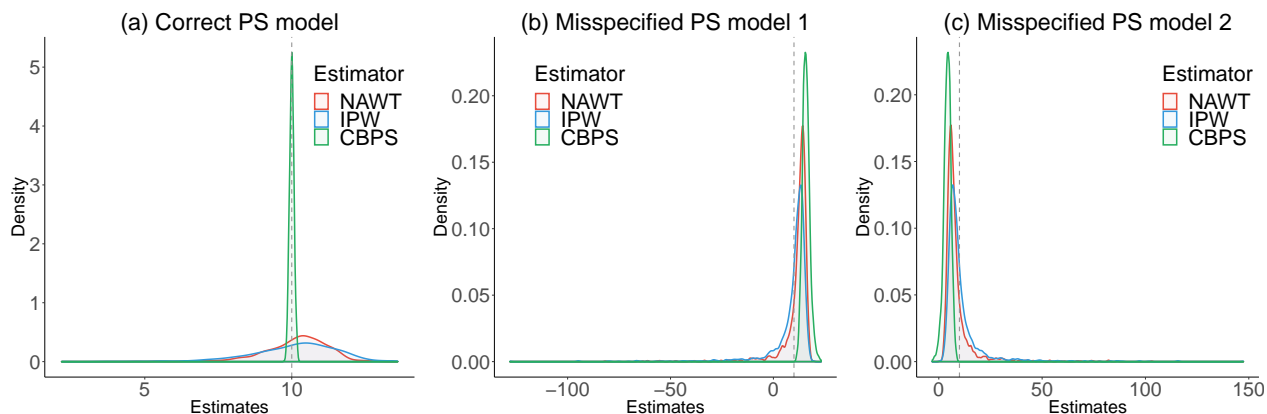 (a) Correct PS model
Density
5
4
3
2
1
0
Estimator
NAWT
IPW
CBPS
5
10
Estimates
(b) Misspecified PS model 1
Density
0.20
0.15
0.10
0.05
0.00
Estimator
NAWT
IPW
CBPS
−100
−50
0
Estimates
(c) Misspecified PS model 2
Density
0.20
0.15
0.10
0.05
0.00
Estimator
NAWT
IPW
CBPS
0
50
100
150
Estimates